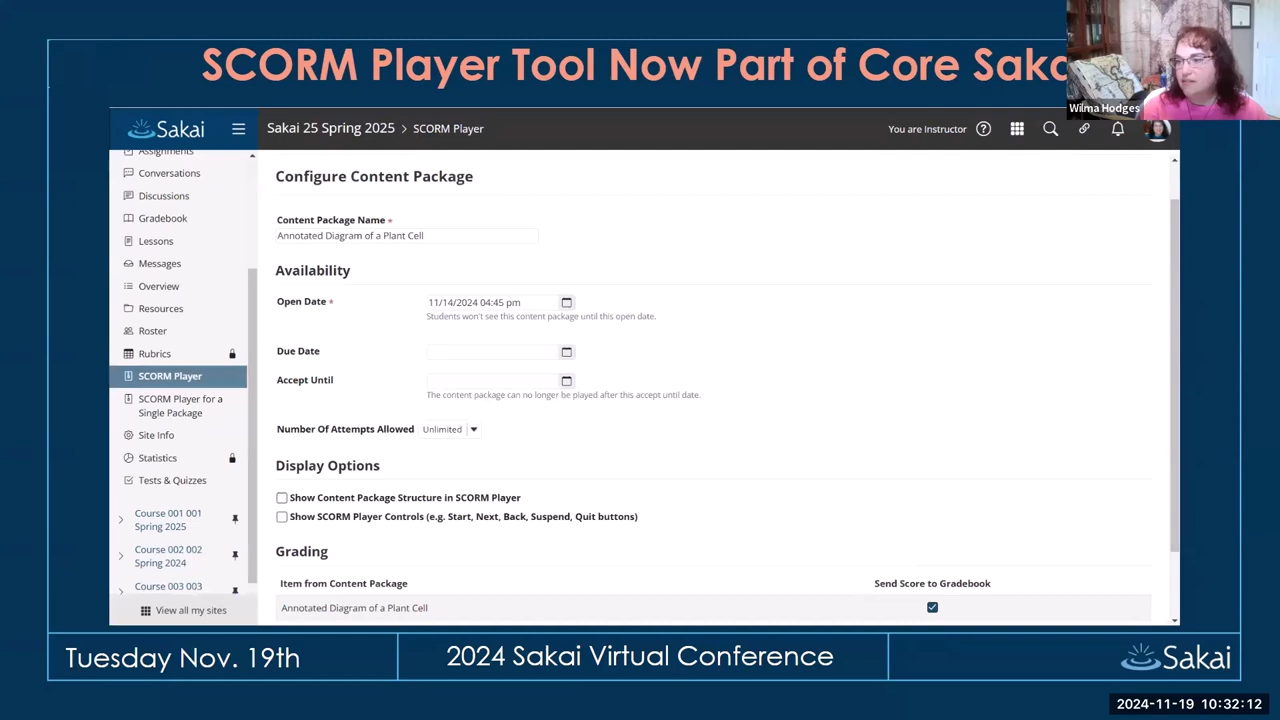 SCORM Player Tool Now Part of Core Saka
Wilma Hodges
Sakai
Sakai 25 Spring 2025 > SCORM Player
You are Instructor
Assignments
Conversations
Discussions
Gradebook
Lessons
Messages
Overview
Resources
Roster
Rubrics
SCORM Player
SCORM Player for a
Single Package
Site Info
Statistics
Tests & Quizzes
Course 001 001
Spring 2025
Course 002 002
Spring 2024
Course 003 003
View all my sites
Configure Content Package
Content Package Name *
Annotated Diagram of a Plant Cell
Availability
Open Date * 11/14/2024 04:45 pm
Students won't see this content package until this open date.
Due Date
Accept Until
The content package can no longer be played after this accept until date.
Number Of Attempts Allowed Unlimited
Display Options
Show Content Package Structure in SCORM Player
Show SCORM Player Controls (e.g. Start, Next, Back, Suspend, Quit buttons)
Grading
Item from Content Package Send Score to Gradebook
Annotated Diagram of a Plant Cell
Tuesday Nov. 19th
2024 Sakai Virtual Conference
Sakai
2024-11-19 10:32:12